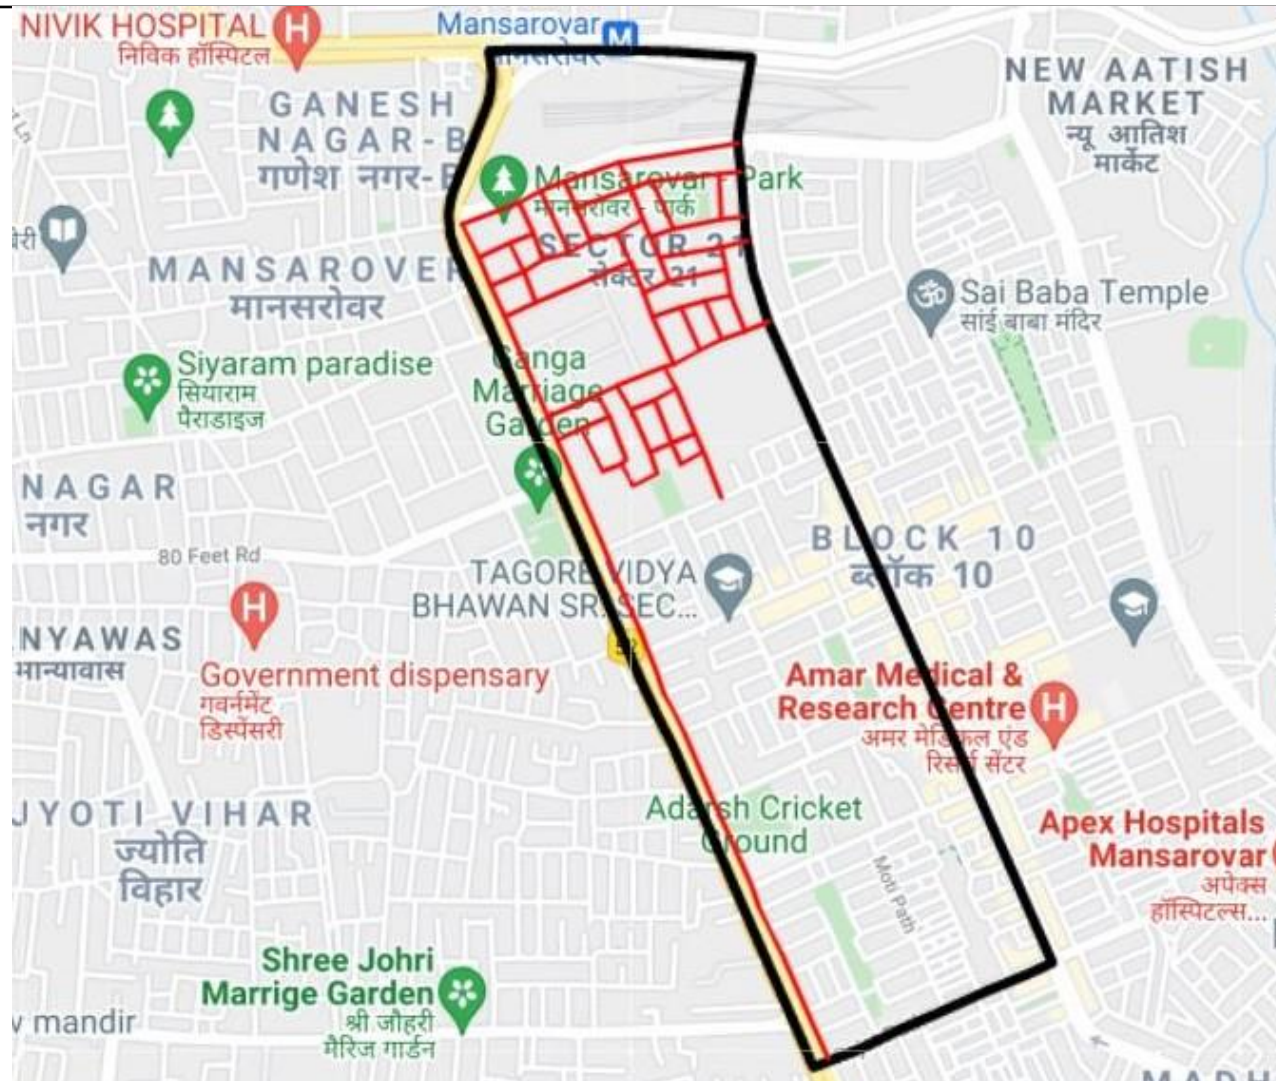 NIVIK HOSPITAL
निविक हॉस्पिटल
Mansarovar
मानसरोवर
M
NEW AATISH
MARKET
न्यू आतिश
मार्केट
GANESH
NAGAR-B
गणेश नगर-B
Mansarovar - Park
मानसरोवर - पार्क
SECTOR 21
सेक्टर 21
MANSAROVER
मानसरोवर
Sai Baba Temple
सांई बाबा मंदिर
Siyaram paradise
सियाराम
पैराडाइज
Ganga
Marriage
Garden
NAGAR
नगर
80 Feet Rd
BLOCK 10
ब्लॉक 10
TAGORE VIDYA
BHAWAN SR. SEC...
52
NYAWAS
मान्यावास
Government dispensary
गवर्नमेंट
डिस्पेंसरी
Amar Medical &
Research Centre
अमर मेडिकल एंड
रिसर्च सेंटर
JYOTI VIHAR
ज्योति
विहार
Adarsh Cricket
Ground
Moti Path
Apex Hospitals
Mansarovar
अपेक्स
हॉस्पिटल्स...
Shree Johri
Marrige Garden
श्री जौहरी
मैरिज गार्डन
mandir